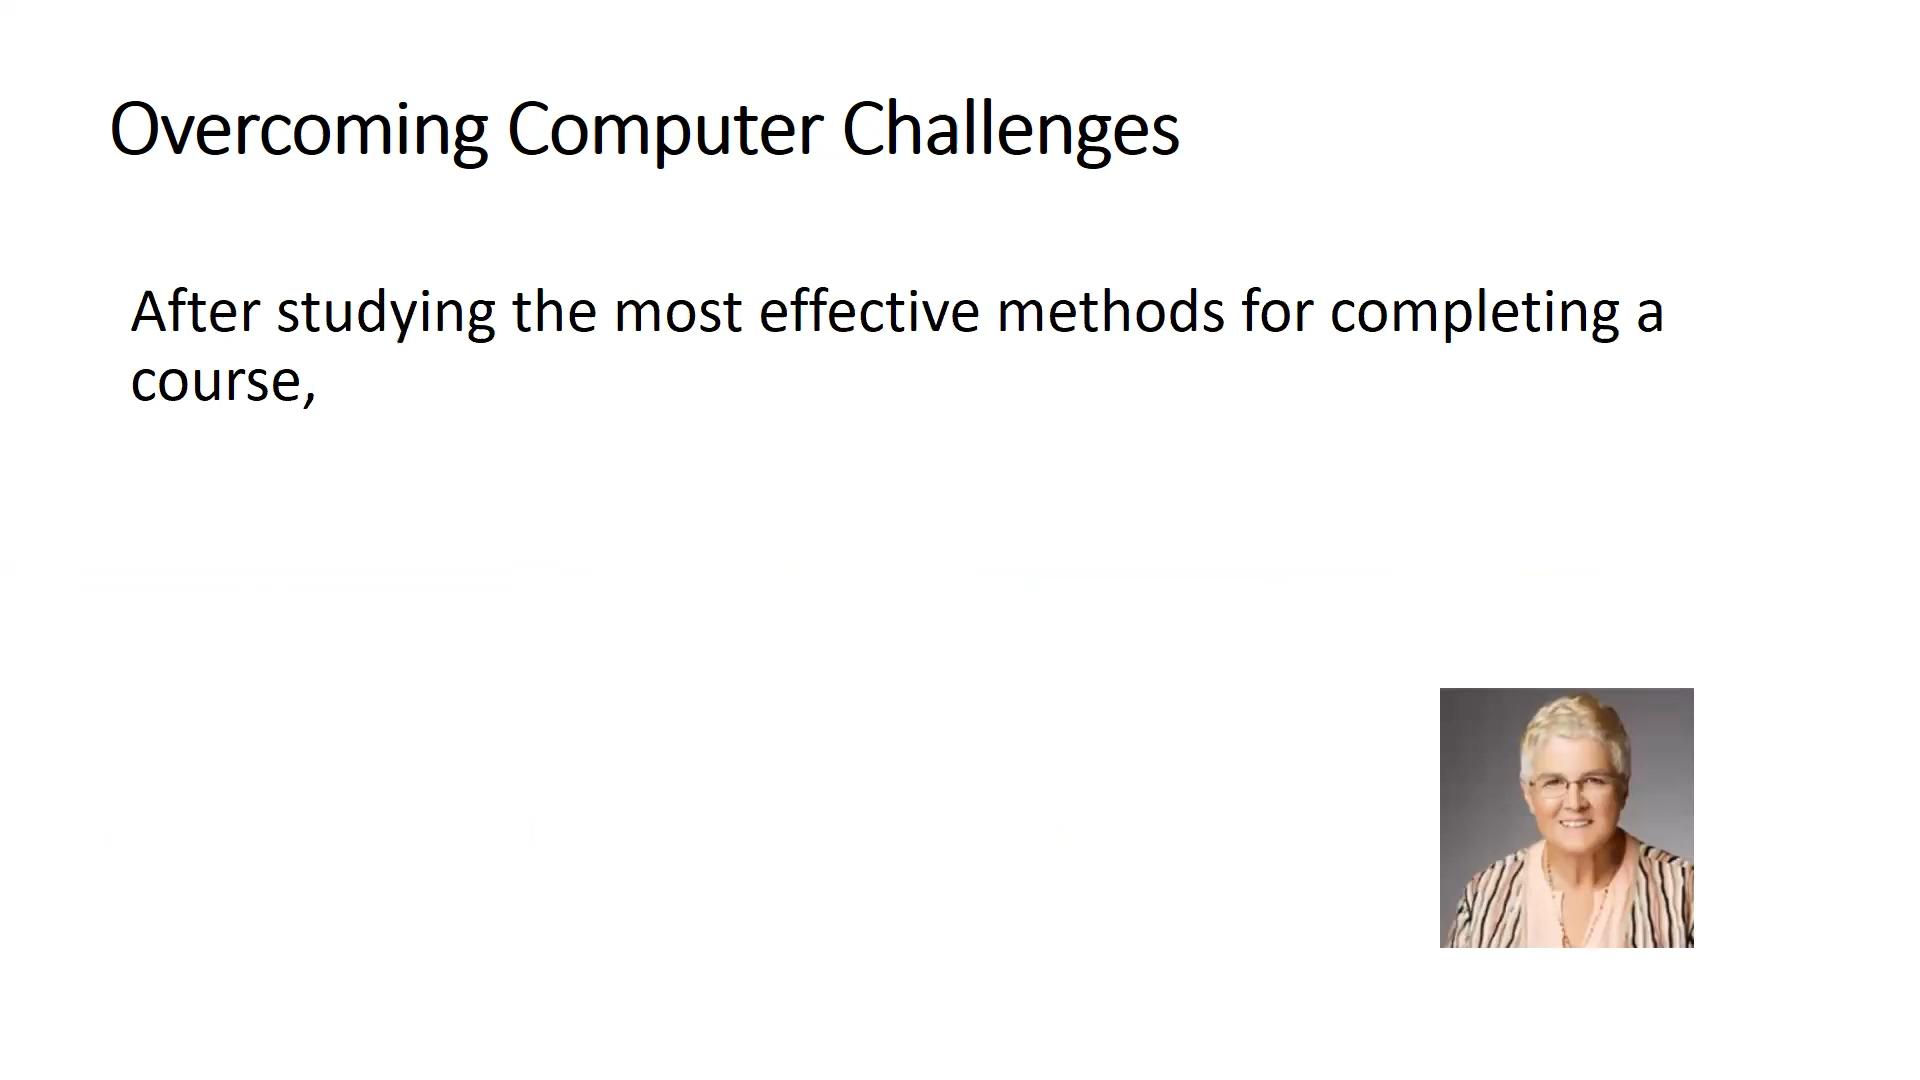 Overcoming Computer Challenges
After studying the most effective methods for completing a
course,